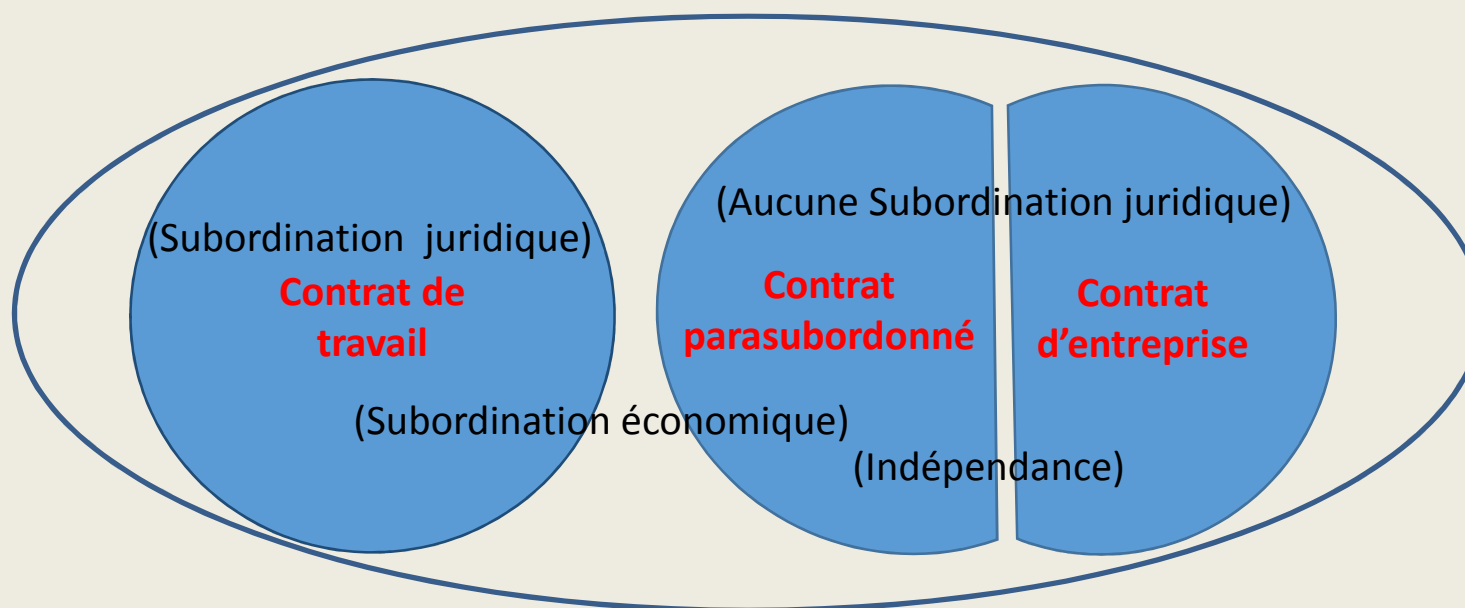 (Subordination juridique)
Contrat de
travail
(Aucune Subordination juridique)
Contrat
parasubordonné
Contrat
d’entreprise
(Subordination économique)
(Indépendance)